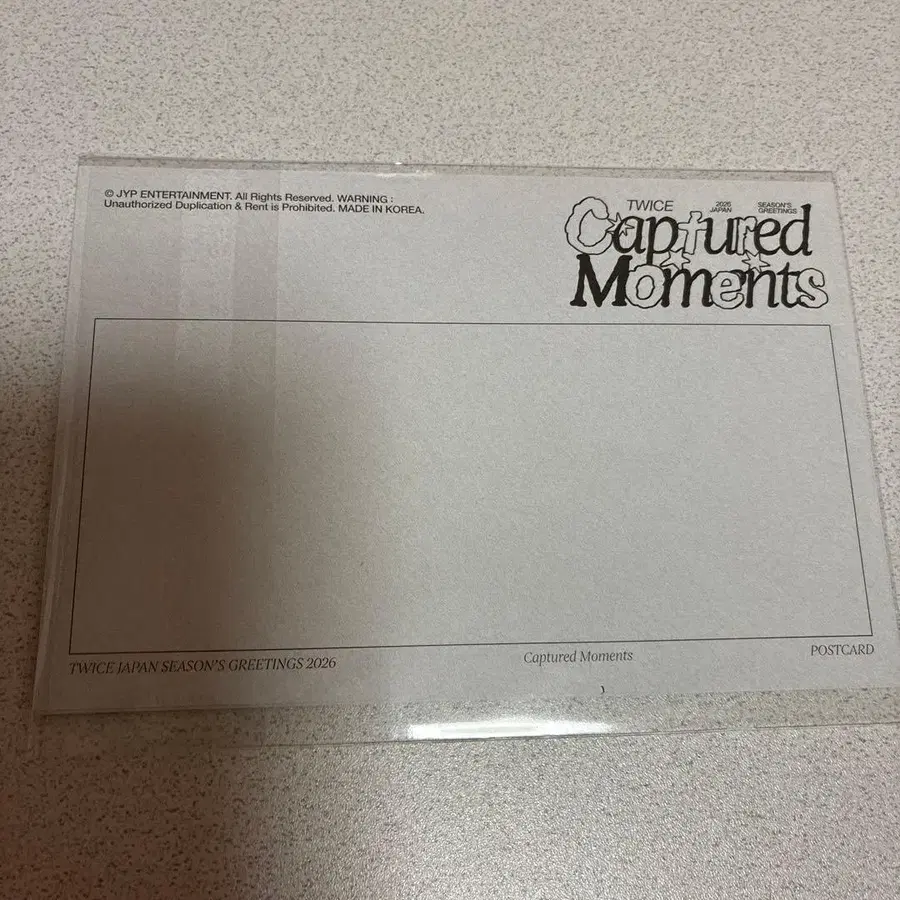 © JYP ENTERTAINMENT. All Rights Reserved. WARNING :
Unauthorized Duplication & Rent is Prohibited. MADE IN KOREA.
TWICE
2026
JAPAN
SEASON'S
GREETINGS
Captured
Moments
TWICE JAPAN SEASON'S GREETINGS 2026
Captured Moments
POSTCARD